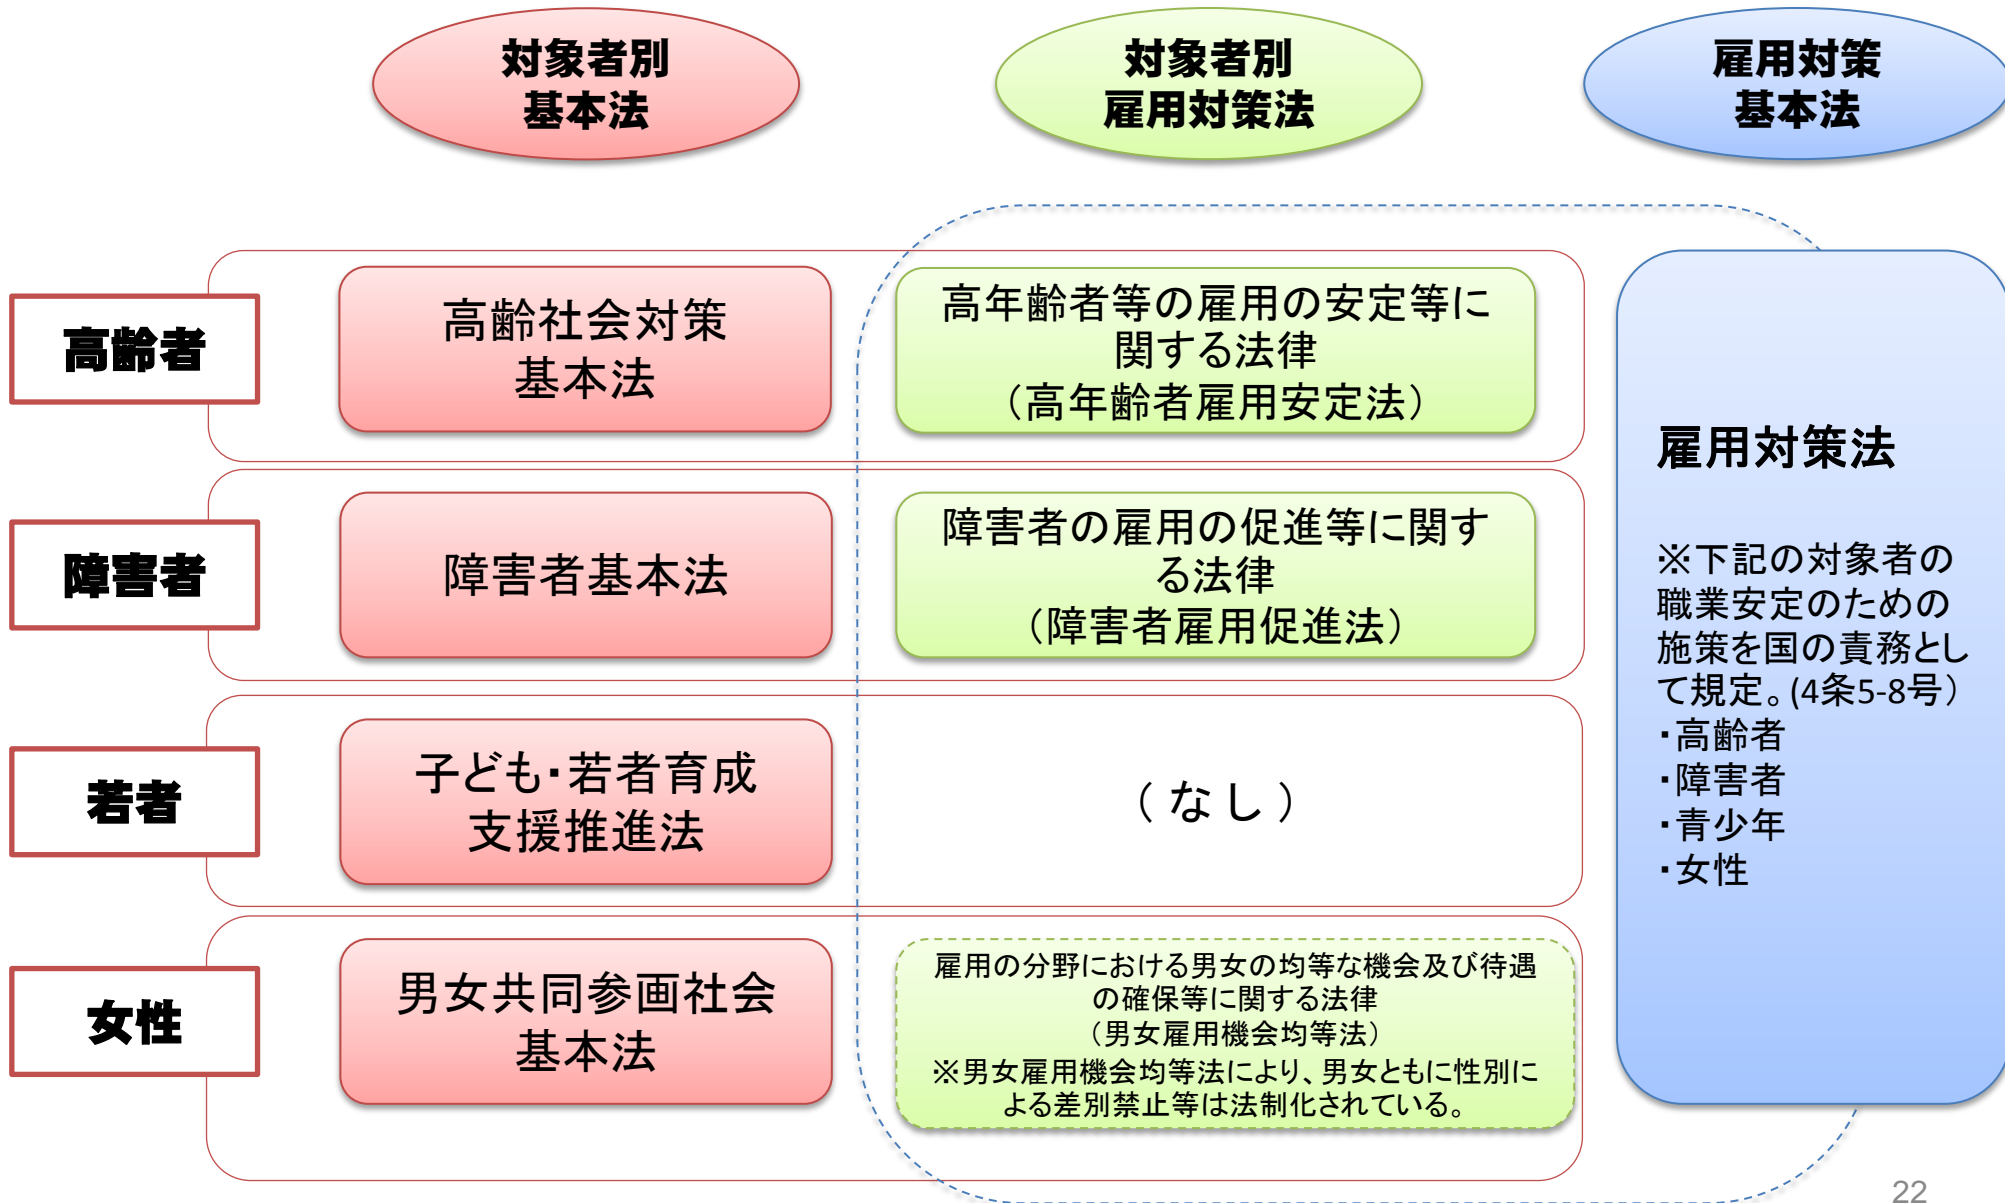 対象者別
基本法
対象者別
雇用対策法
雇用対策
基本法
高齢者
高齢社会対策
基本法
高年齢者等の雇用の安定等に
関する法律
（高年齢者雇用安定法）
障害者
障害者基本法
障害者の雇用の促進等に関す
る法律
（障害者雇用促進法）
若者
子ども・若者育成
支援推進法
（ な し ）
女性
男女共同参画社会
基本法
雇用の分野における男女の均等な機会及び待遇
の確保等に関する法律
（男女雇用機会均等法）
※男女雇用機会均等法により、男女ともに性別に
よる差別禁止等は法制化されている。
雇用対策法
※下記の対象者の
職業安定のための
施策を国の責務とし
て規定。(4条5-8号）
・高齢者
・障害者
・青少年
・女性
22